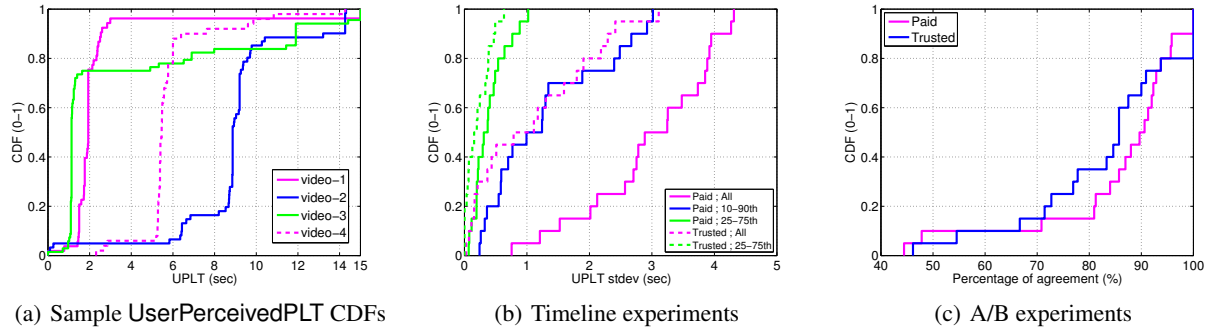 1
0.8
0.6
0.4
0.2
0
CDF (0−1)
0 2 4 6 8 10 12 14 15
UPLT (sec)
video−1
video−2
video−3
video−4
(a) Sample UserPerceivedPLT CDFs
1
0.8
0.6
0.4
0.2
0
CDF (0−1)
0 1 2 3 4 5
UPLT stdev (sec)
Paid ; All
Paid ; 10−90th
Paid ; 25−75th
Trusted ; All
Trusted ; 25−75th
(b) Timeline experiments
1
0.8
0.6
0.4
0.2
0
CDF (0−1)
40 50 60 70 80 90 100
Percentage of agreement (%)
Paid
Trusted
(c) A/B experiments